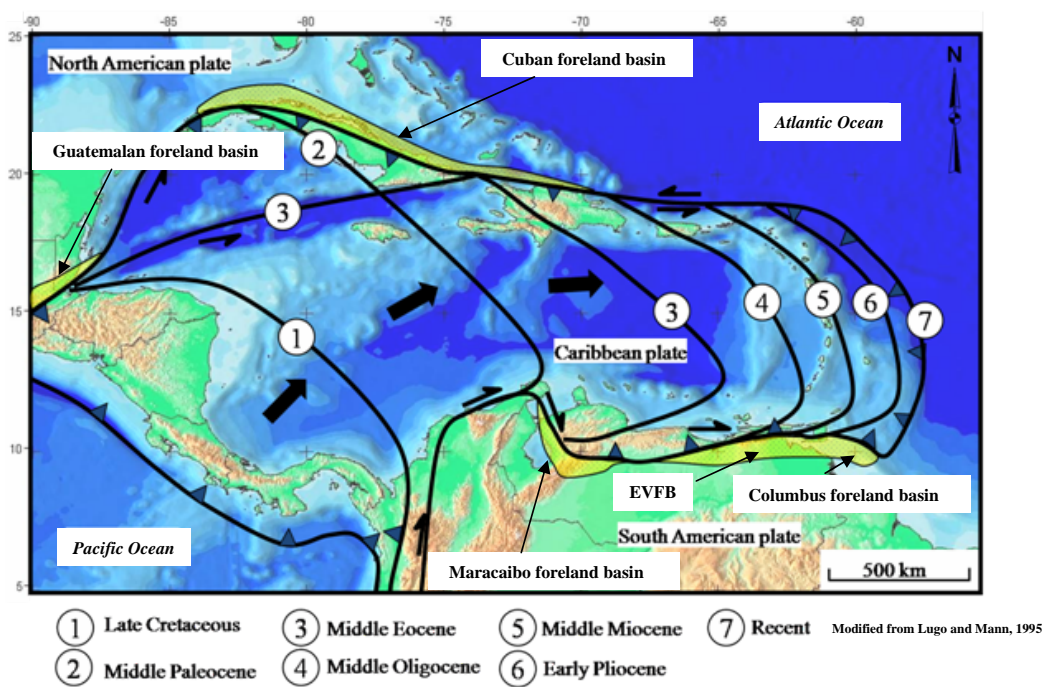 -90 -85 -80 -75 -70 -65 -60
25
20
15
10
5
North American plate
Cuban foreland basin
N
Atlantic Ocean
Guatemalan foreland basin
2
3
1
3
4
5
6
7
Caribbean plate
EVFB
Columbus foreland basin
Pacific Ocean
Maracaibo foreland basin
South American plate
500 km
1 Late Cretaceous 3 Middle Eocene 5 Middle Miocene 7 Recent Modified from Lugo and Mann, 1995
2 Middle Paleocene 4 Middle Oligocene 6 Early Pliocene